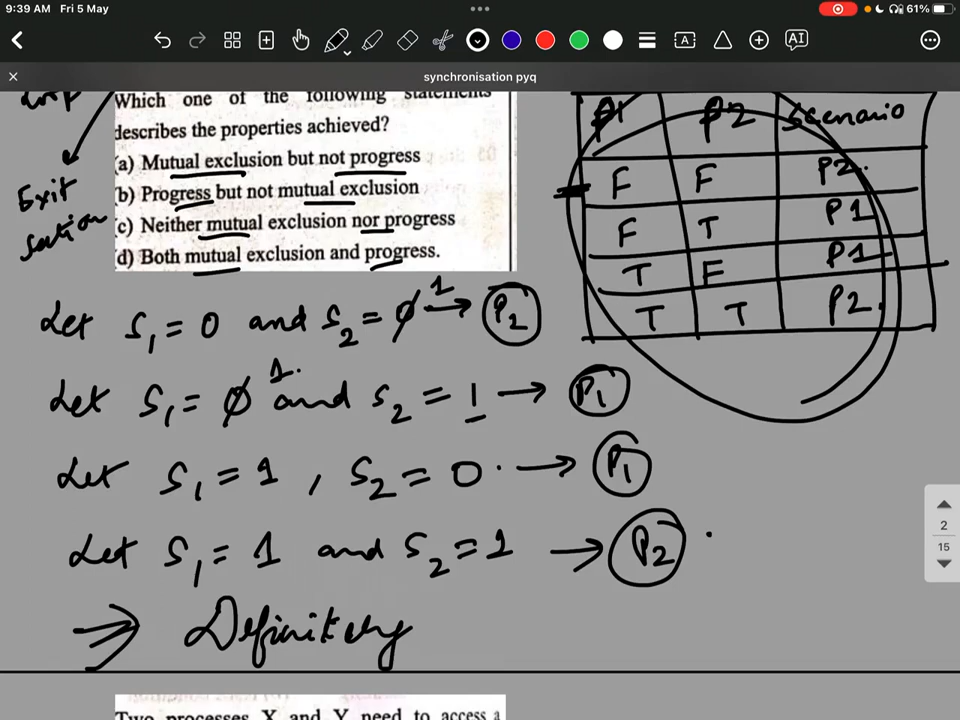 9:39 AM Fri 5 May
61%
AI
synchronisation pyq
Which one of the following statements
describes the properties achieved?
(a) Mutual exclusion but not progress
(b) Progress but not mutual exclusion
(c) Neither mutual exclusion nor progress
(d) Both mutual exclusion and progress.
Exit
Section
P1 P2 Scenario
F F P2.
F T P1
T F P1
T T P2.
Let S1 = 0 and S2 = 0 1 → P2
Let S1 = 0 1. and S2 = 1 → P1
Let S1 = 1 , S2 = 0 . → P1
Let S1 = 1 and S2 = 1 → P2 .
⇒ Definitely
2
15
Two processes X and Y need to access a